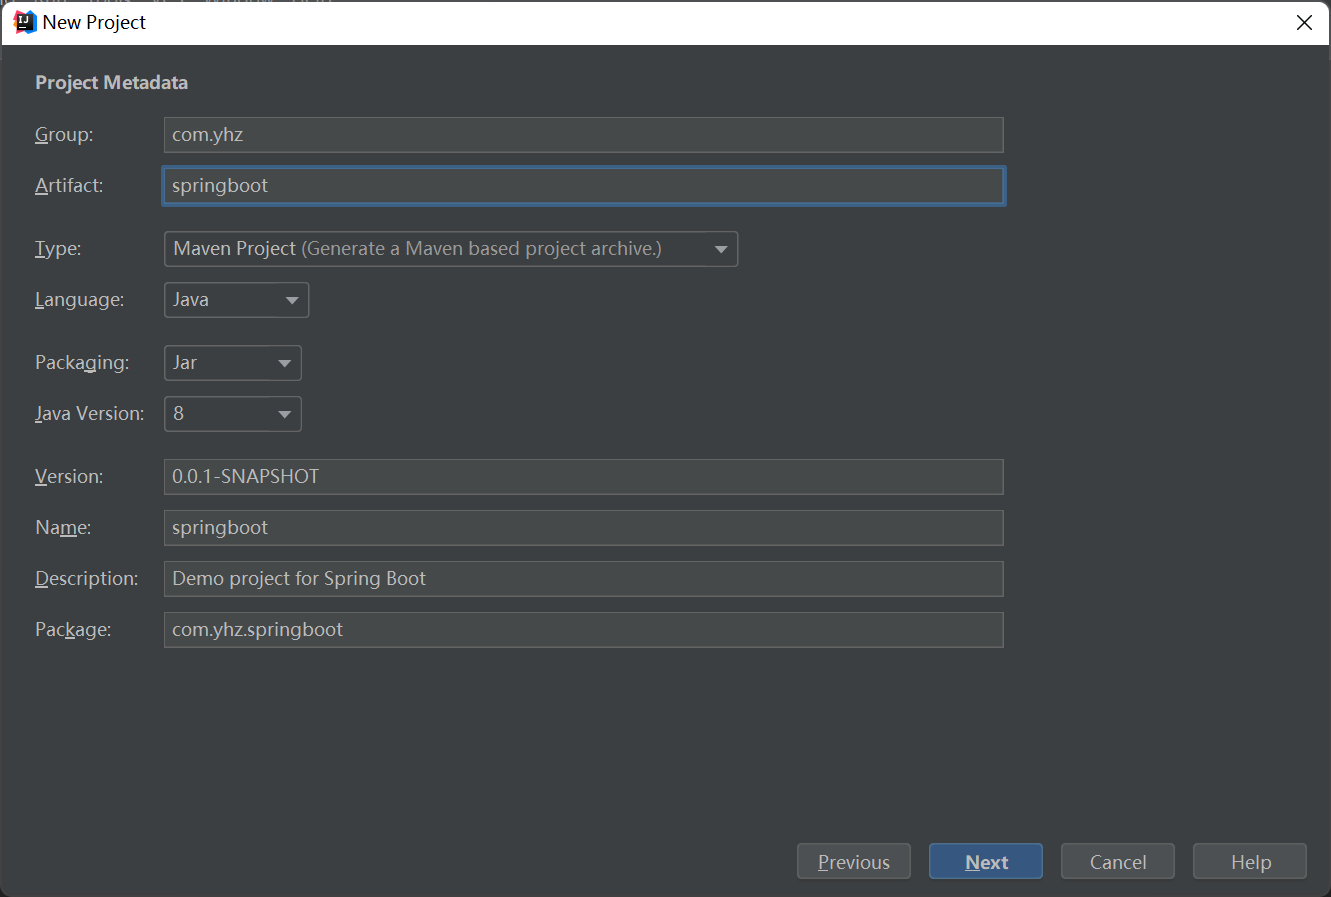 New Project
Project Metadata
Group: com.yhz
Artifact: springboot
Type: Maven Project (Generate a Maven based project archive.)
Language: Java
Packaging: Jar
Java Version: 8
Version: 0.0.1-SNAPSHOT
Name: springboot
Description: Demo project for Spring Boot
Package: com.yhz.springboot
Previous Next Cancel Help